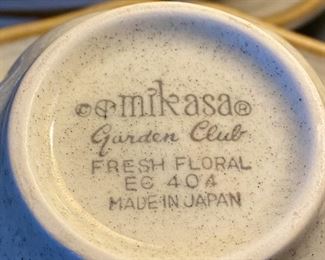 ©mikasa®
Garden Club
FRESH FLORAL
EC 404
MADE IN JAPAN